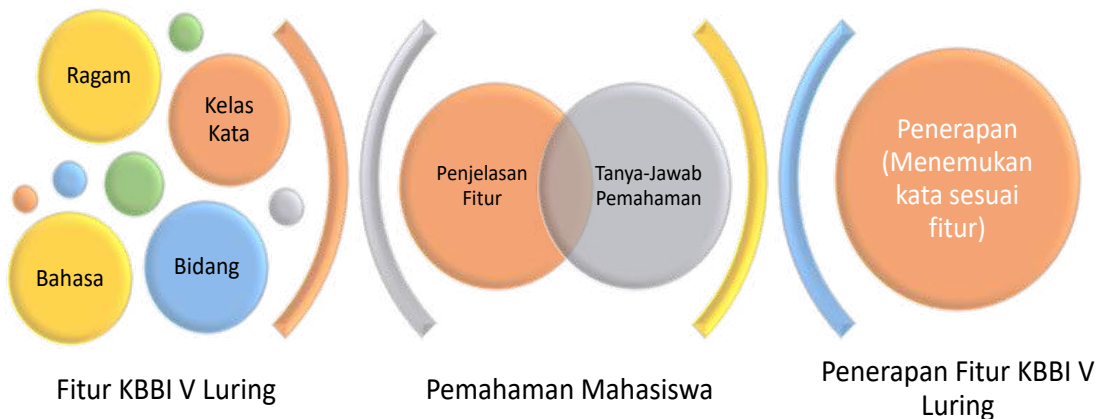 Ragam
Kelas
Kata
Bahasa
Bidang
Fitur KBBI V Luring
Penjelasan
Fitur
Tanya-Jawab
Pemahaman
Pemahaman Mahasiswa
Penerapan
(Menemukan
kata sesuai
fitur)
Penerapan Fitur KBBI V
Luring